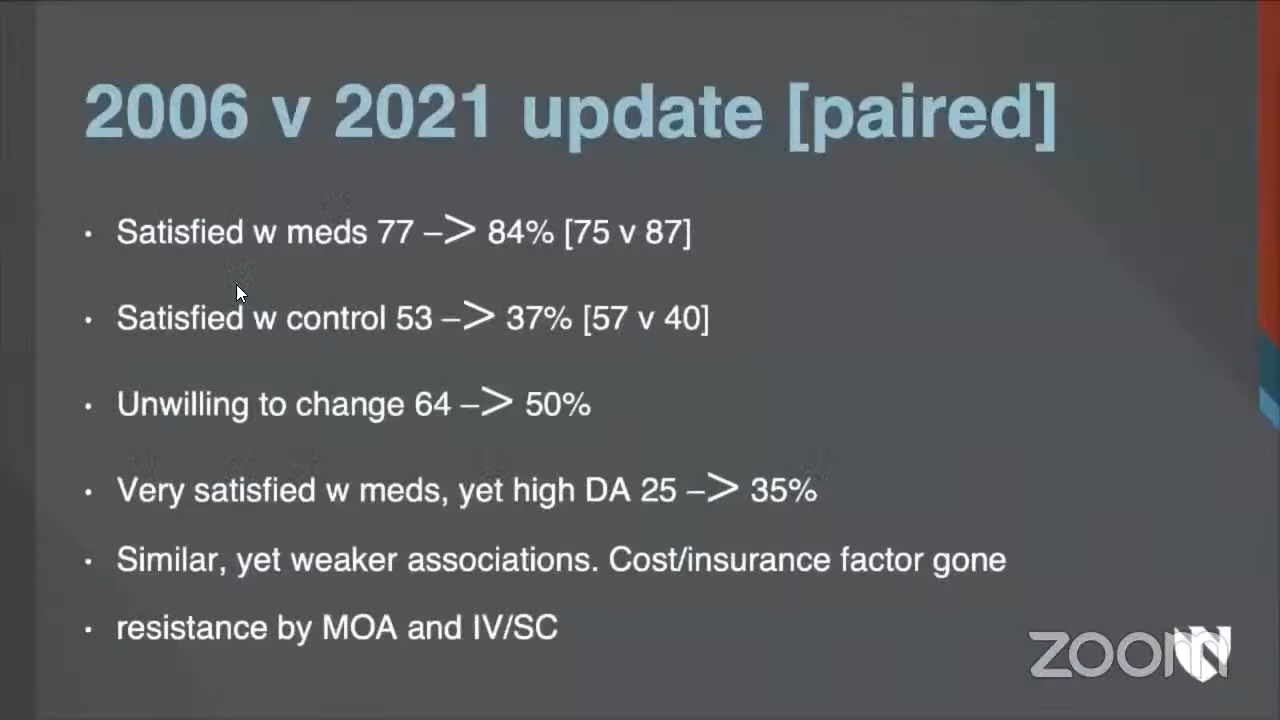 2006 v 2021 update [paired]
· Satisfied w meds 77 –> 84% [75 v 87]
· Satisfied w control 53 –> 37% [57 v 40]
· Unwilling to change 64 –> 50%
· Very satisfied w meds, yet high DA 25 –> 35%
· Similar, yet weaker associations. Cost/insurance factor gone
· resistance by MOA and IV/SC
zoom